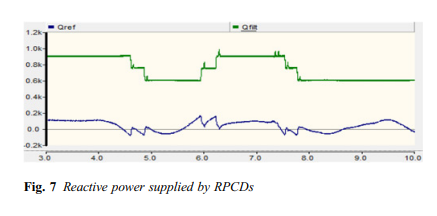 Qref Qfilt
1.2k
1.0k
0.8k
0.6k
0.4k
0.2k
0.0
-0.2k
3.0 4.0 5.0 6.0 7.0 8.0 9.0 10.0
Fig. 7 Reactive power supplied by RPCDs